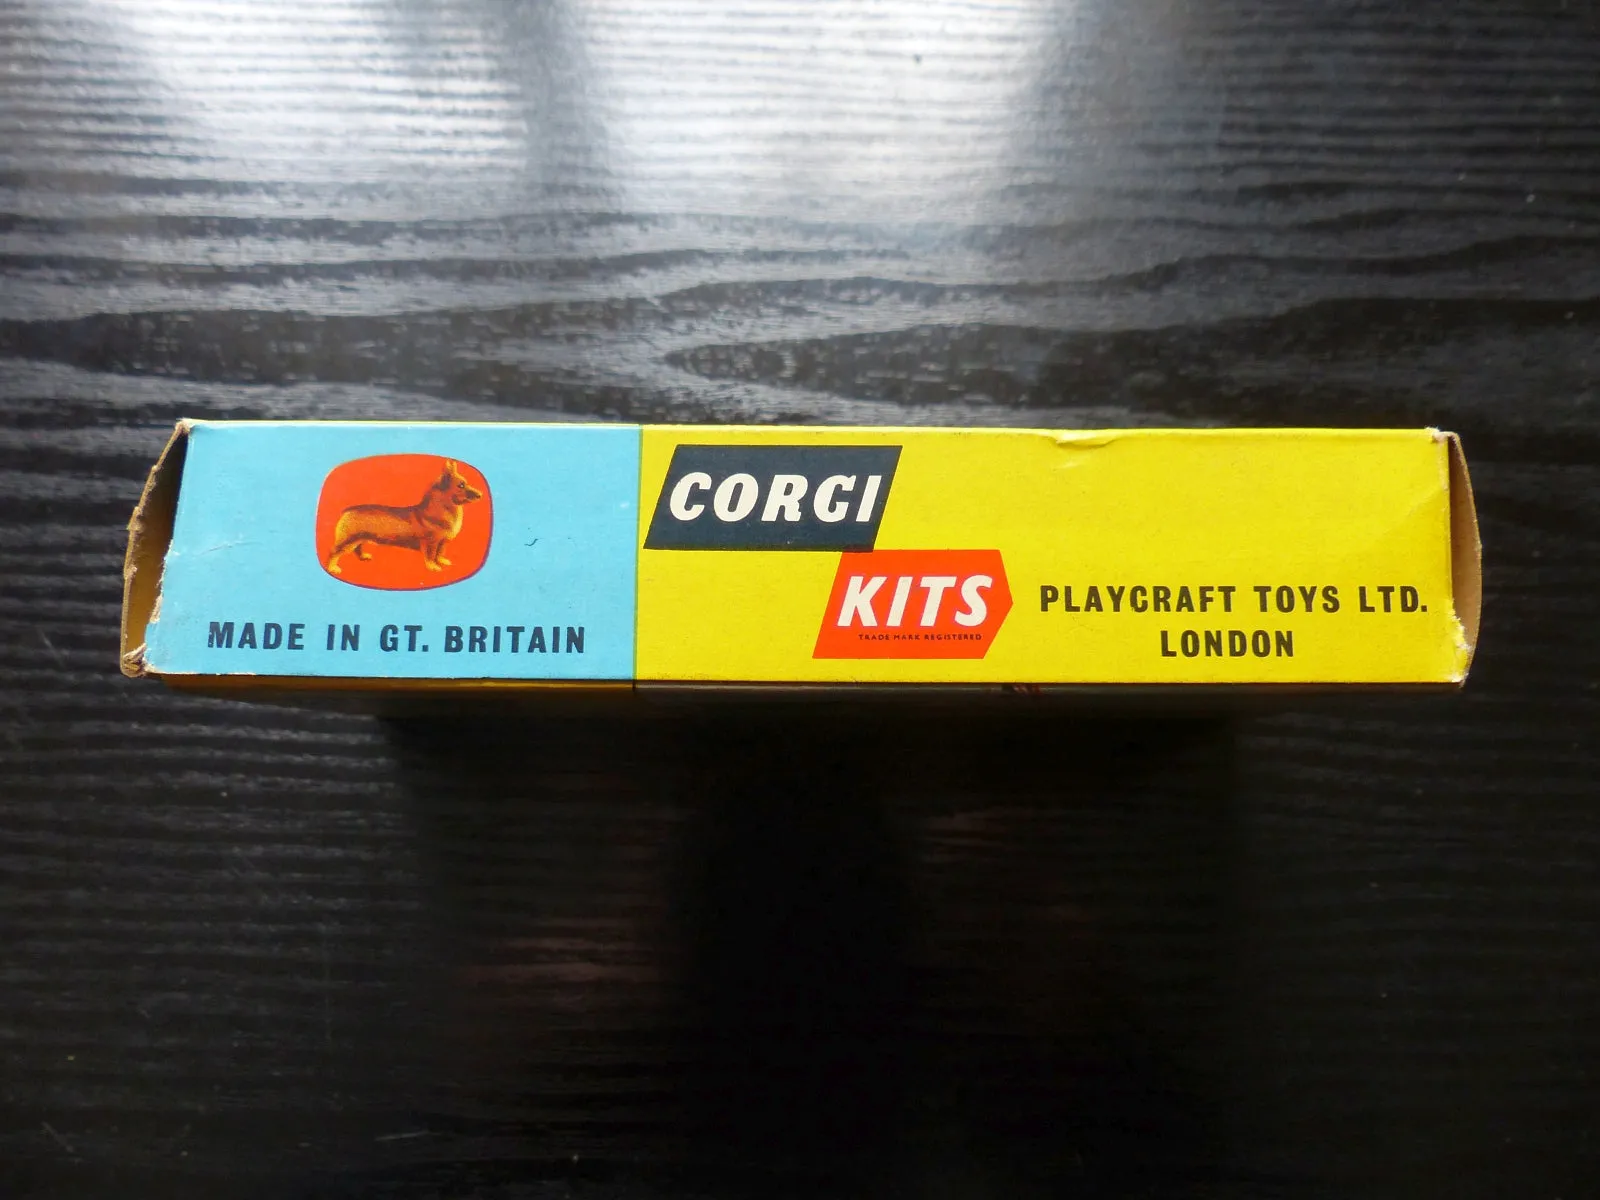 MADE IN GT. BRITAIN
CORGI
KITS
TRADE MARK REGISTERED
PLAYCRAFT TOYS LTD.
LONDON